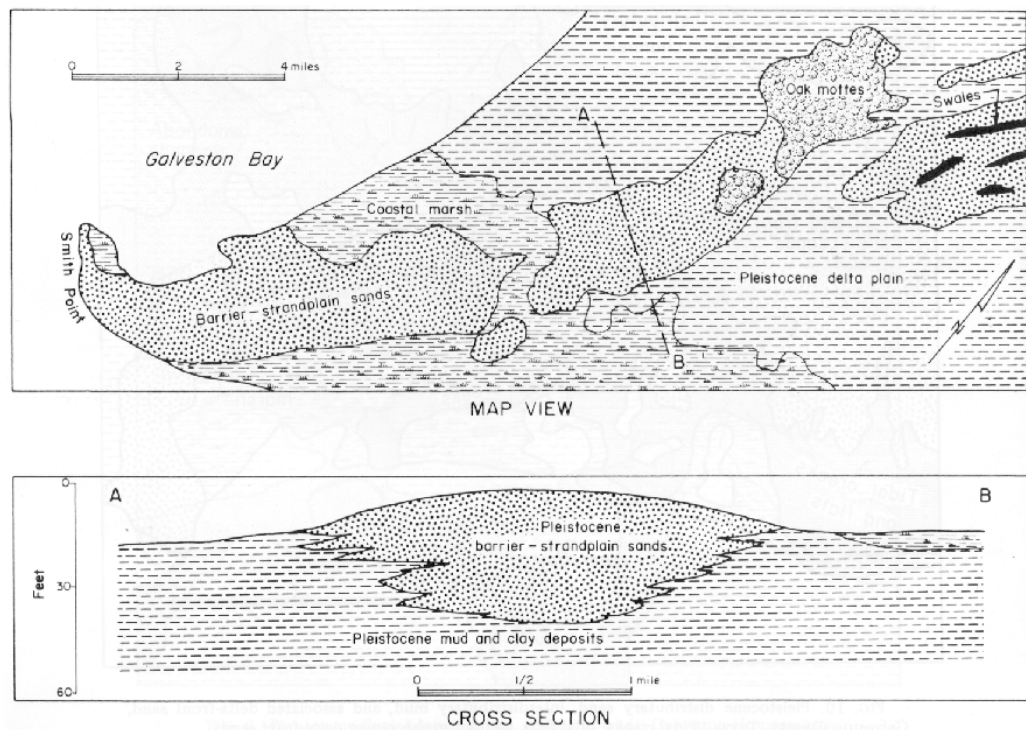 0 2 4 miles
Galveston Bay
A
Oak mottes
Swales
Coastal marsh
Smith Point
Barrier-strandplain sands
Pleistocene delta plain
N
B
MAP VIEW
0
A
B
Pleistocene
barrier-strandplain sands
Feet
30
Pleistocene mud and clay deposits
0 1/2 1 mile
60
CROSS SECTION